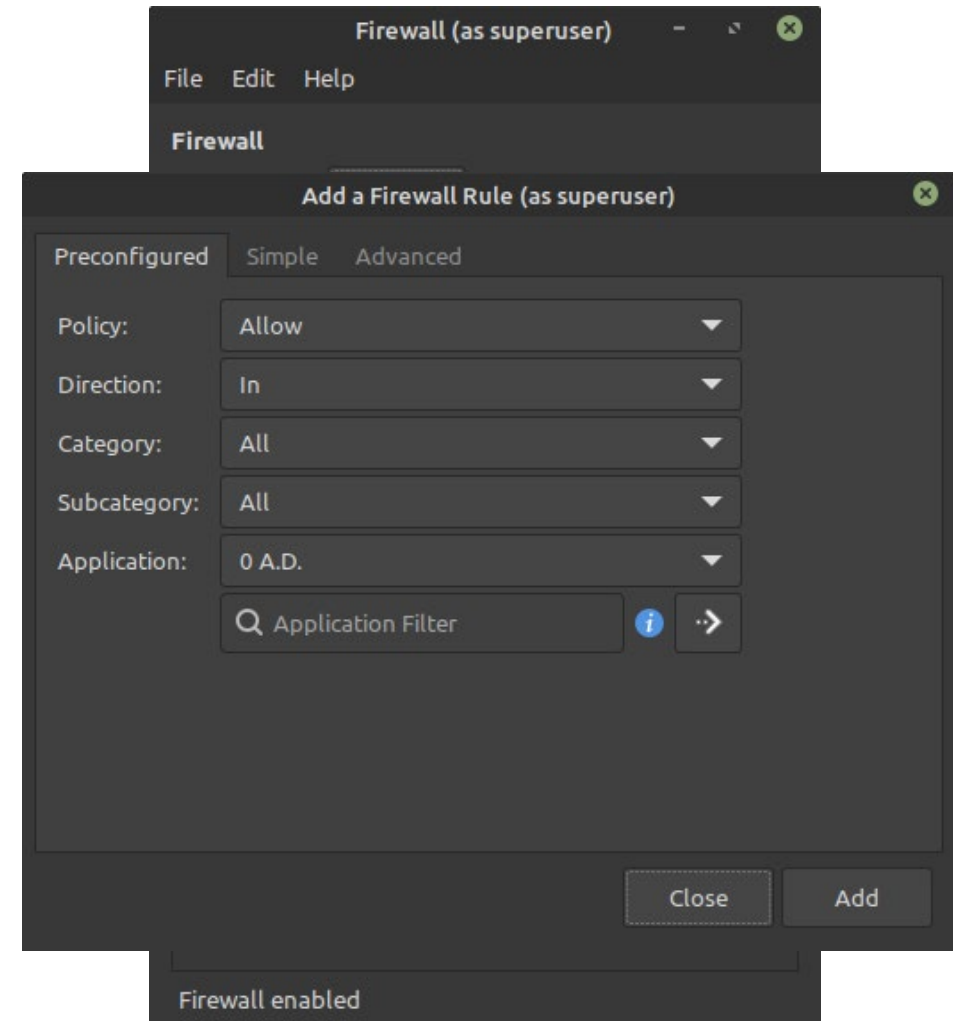 Firewall (as superuser)
File Edit Help
Firewall
Add a Firewall Rule (as superuser)
Preconfigured Simple Advanced
Policy: Allow
Direction: In
Category: All
Subcategory: All
Application: 0 A.D.
Application Filter
Close Add
Firewall enabled